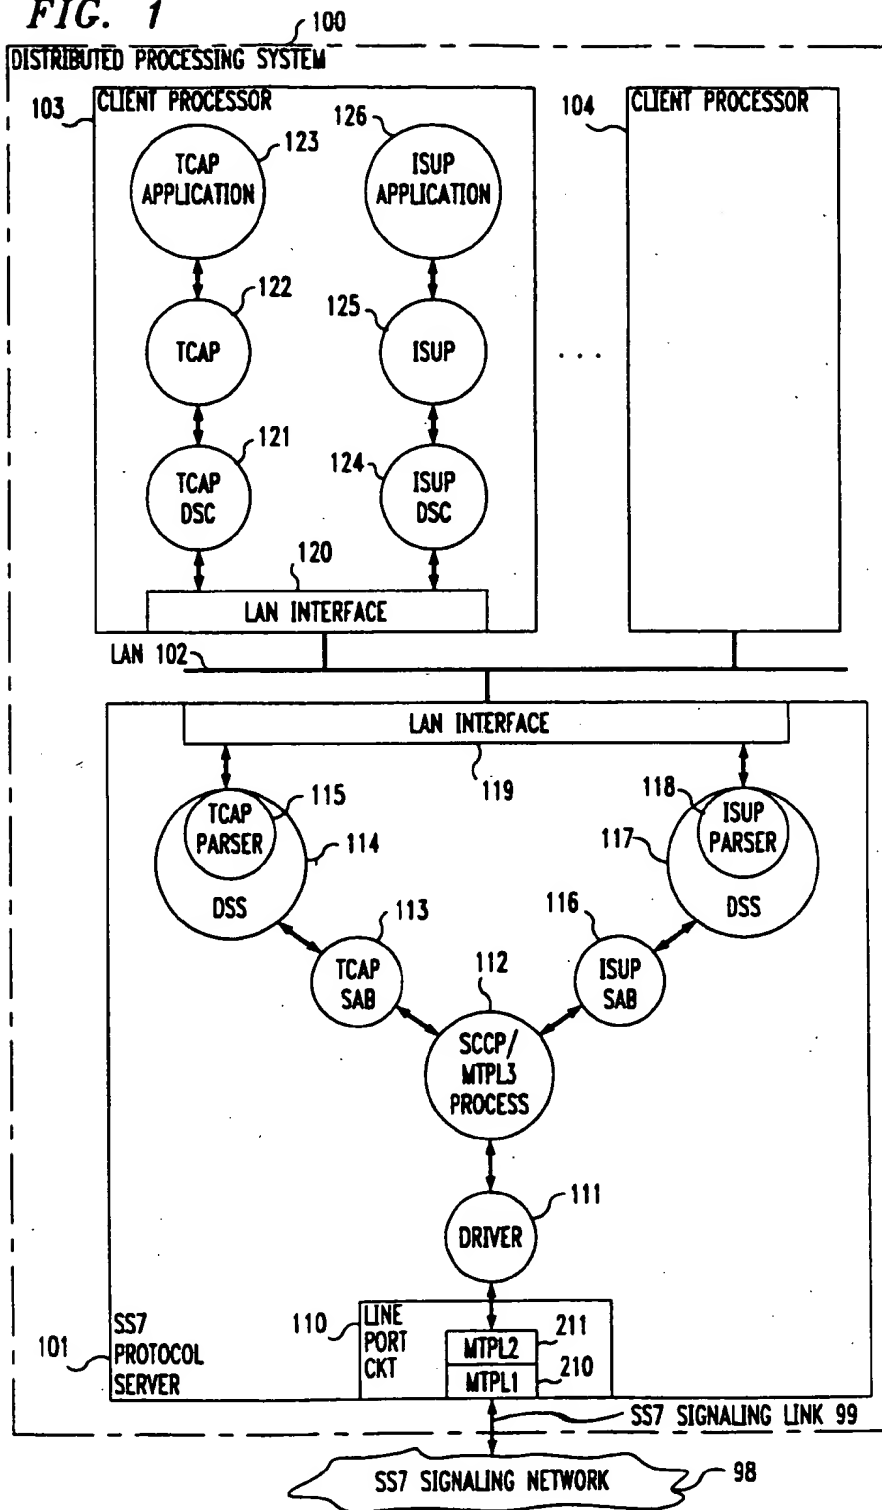 FIG. 1
100
DISTRIBUTED PROCESSING SYSTEM
103
CLIENT PROCESSOR
104
CLIENT PROCESSOR
TCAP
APPLICATION
123
126
ISUP
APPLICATION
122
TCAP
125
ISUP
. . .
121
TCAP
DSC
124
ISUP
DSC
120
LAN INTERFACE
LAN 102
LAN INTERFACE
119
TCAP
PARSER
115
114
DSS
118
ISUP
PARSER
117
DSS
113
TCAP
SAB
116
ISUP
SAB
112
SCCP/
MTPL3
PROCESS
111
DRIVER
110
LINE
PORT
CKT
211
MTPL2
210
MTPL1
101
SS7
PROTOCOL
SERVER
SS7 SIGNALING LINK 99
SS7 SIGNALING NETWORK
98